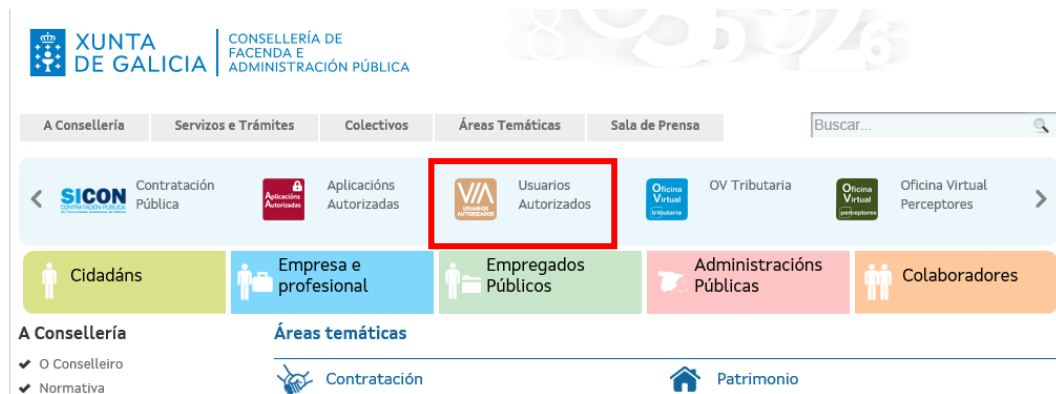 XUNTA
DE GALICIA
CONSELLERÍA DE
FACENDA E
ADMINISTRACIÓN PÚBLICA
A Consellería
Servizos e Trámites
Colectivos
Áreas Temáticas
Sala de Prensa
Buscar...
SICON
Contratación
Pública
Aplicacións
Autorizadas
Aplicacións
Autorizadas
VIA
USUARIOS
AUTORIZADOS
Usuarios
Autorizados
Oficina
Virtual
tributaria
OV Tributaria
Oficina
Virtual
perceptores
Oficina Virtual
Perceptores
Cidadáns
Empresa e
profesional
Empregados
Públicos
Administracións
Públicas
Colaboradores
A Consellería
O Conselleiro
Normativa
Áreas temáticas
Contratación
Patrimonio